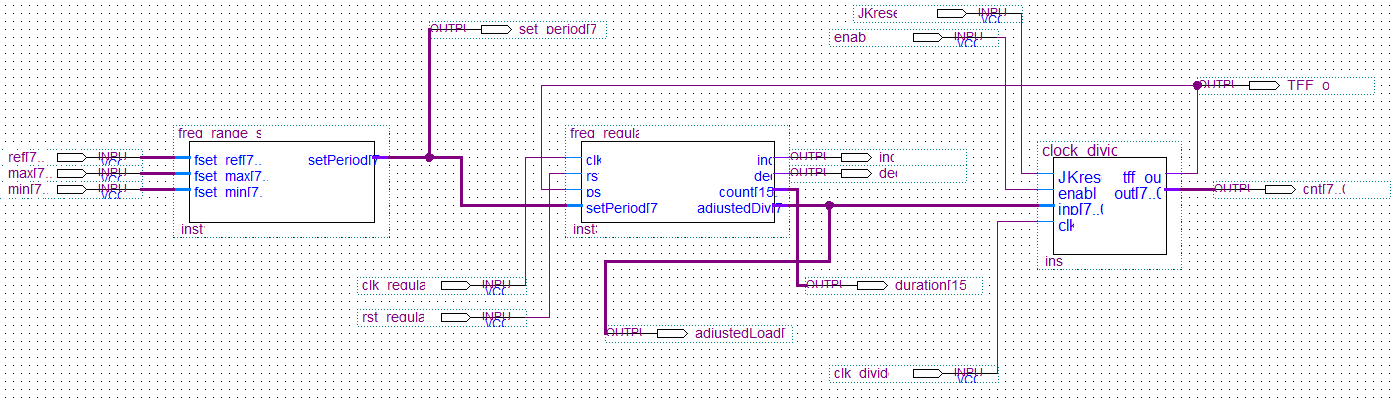 JKrese
INPU
VCC
OUTPU
set_period[7
enab
INPU
VCC
OUTPU
TFF_o
freq_range_s
freq_regula
clock_divid
ref[7..
INPU
VCC
fset_ref[7..
setPeriod[7
clk
inc
OUTPU
inc
max[7..
INPU
VCC
fset_max[7..
rs
dec
OUTPU
dec
JKres
tff_ou
min[7..
INPU
VCC
fset_min[7..
ps
count[15
enabl
out[7..0
OUTPU
cnt[7..0
setPeriod[7
adjustedDiv[7
inp[7..0
clk
inst
inst
ins
clk_regula
INPU
VCC
OUTPU
duration[15
rst_regula
INPU
VCC
OUTPU
adjustedLoad[
clk_divid
INPU
VCC